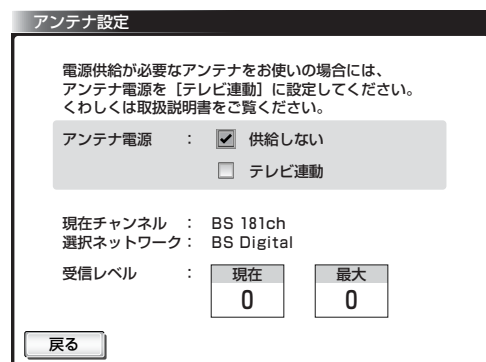 アンテナ設定
電源供給が必要なアンテナをお使いの場合には、
アンテナ電源を［テレビ連動］に設定してください。
くわしくは取扱説明書をご覧ください。
アンテナ電源 ： 供給しない
テレビ連動
現在チャンネル ： BS 181ch
選択ネットワーク： BS Digital
受信レベル ： 現在 最大
0 0
戻る